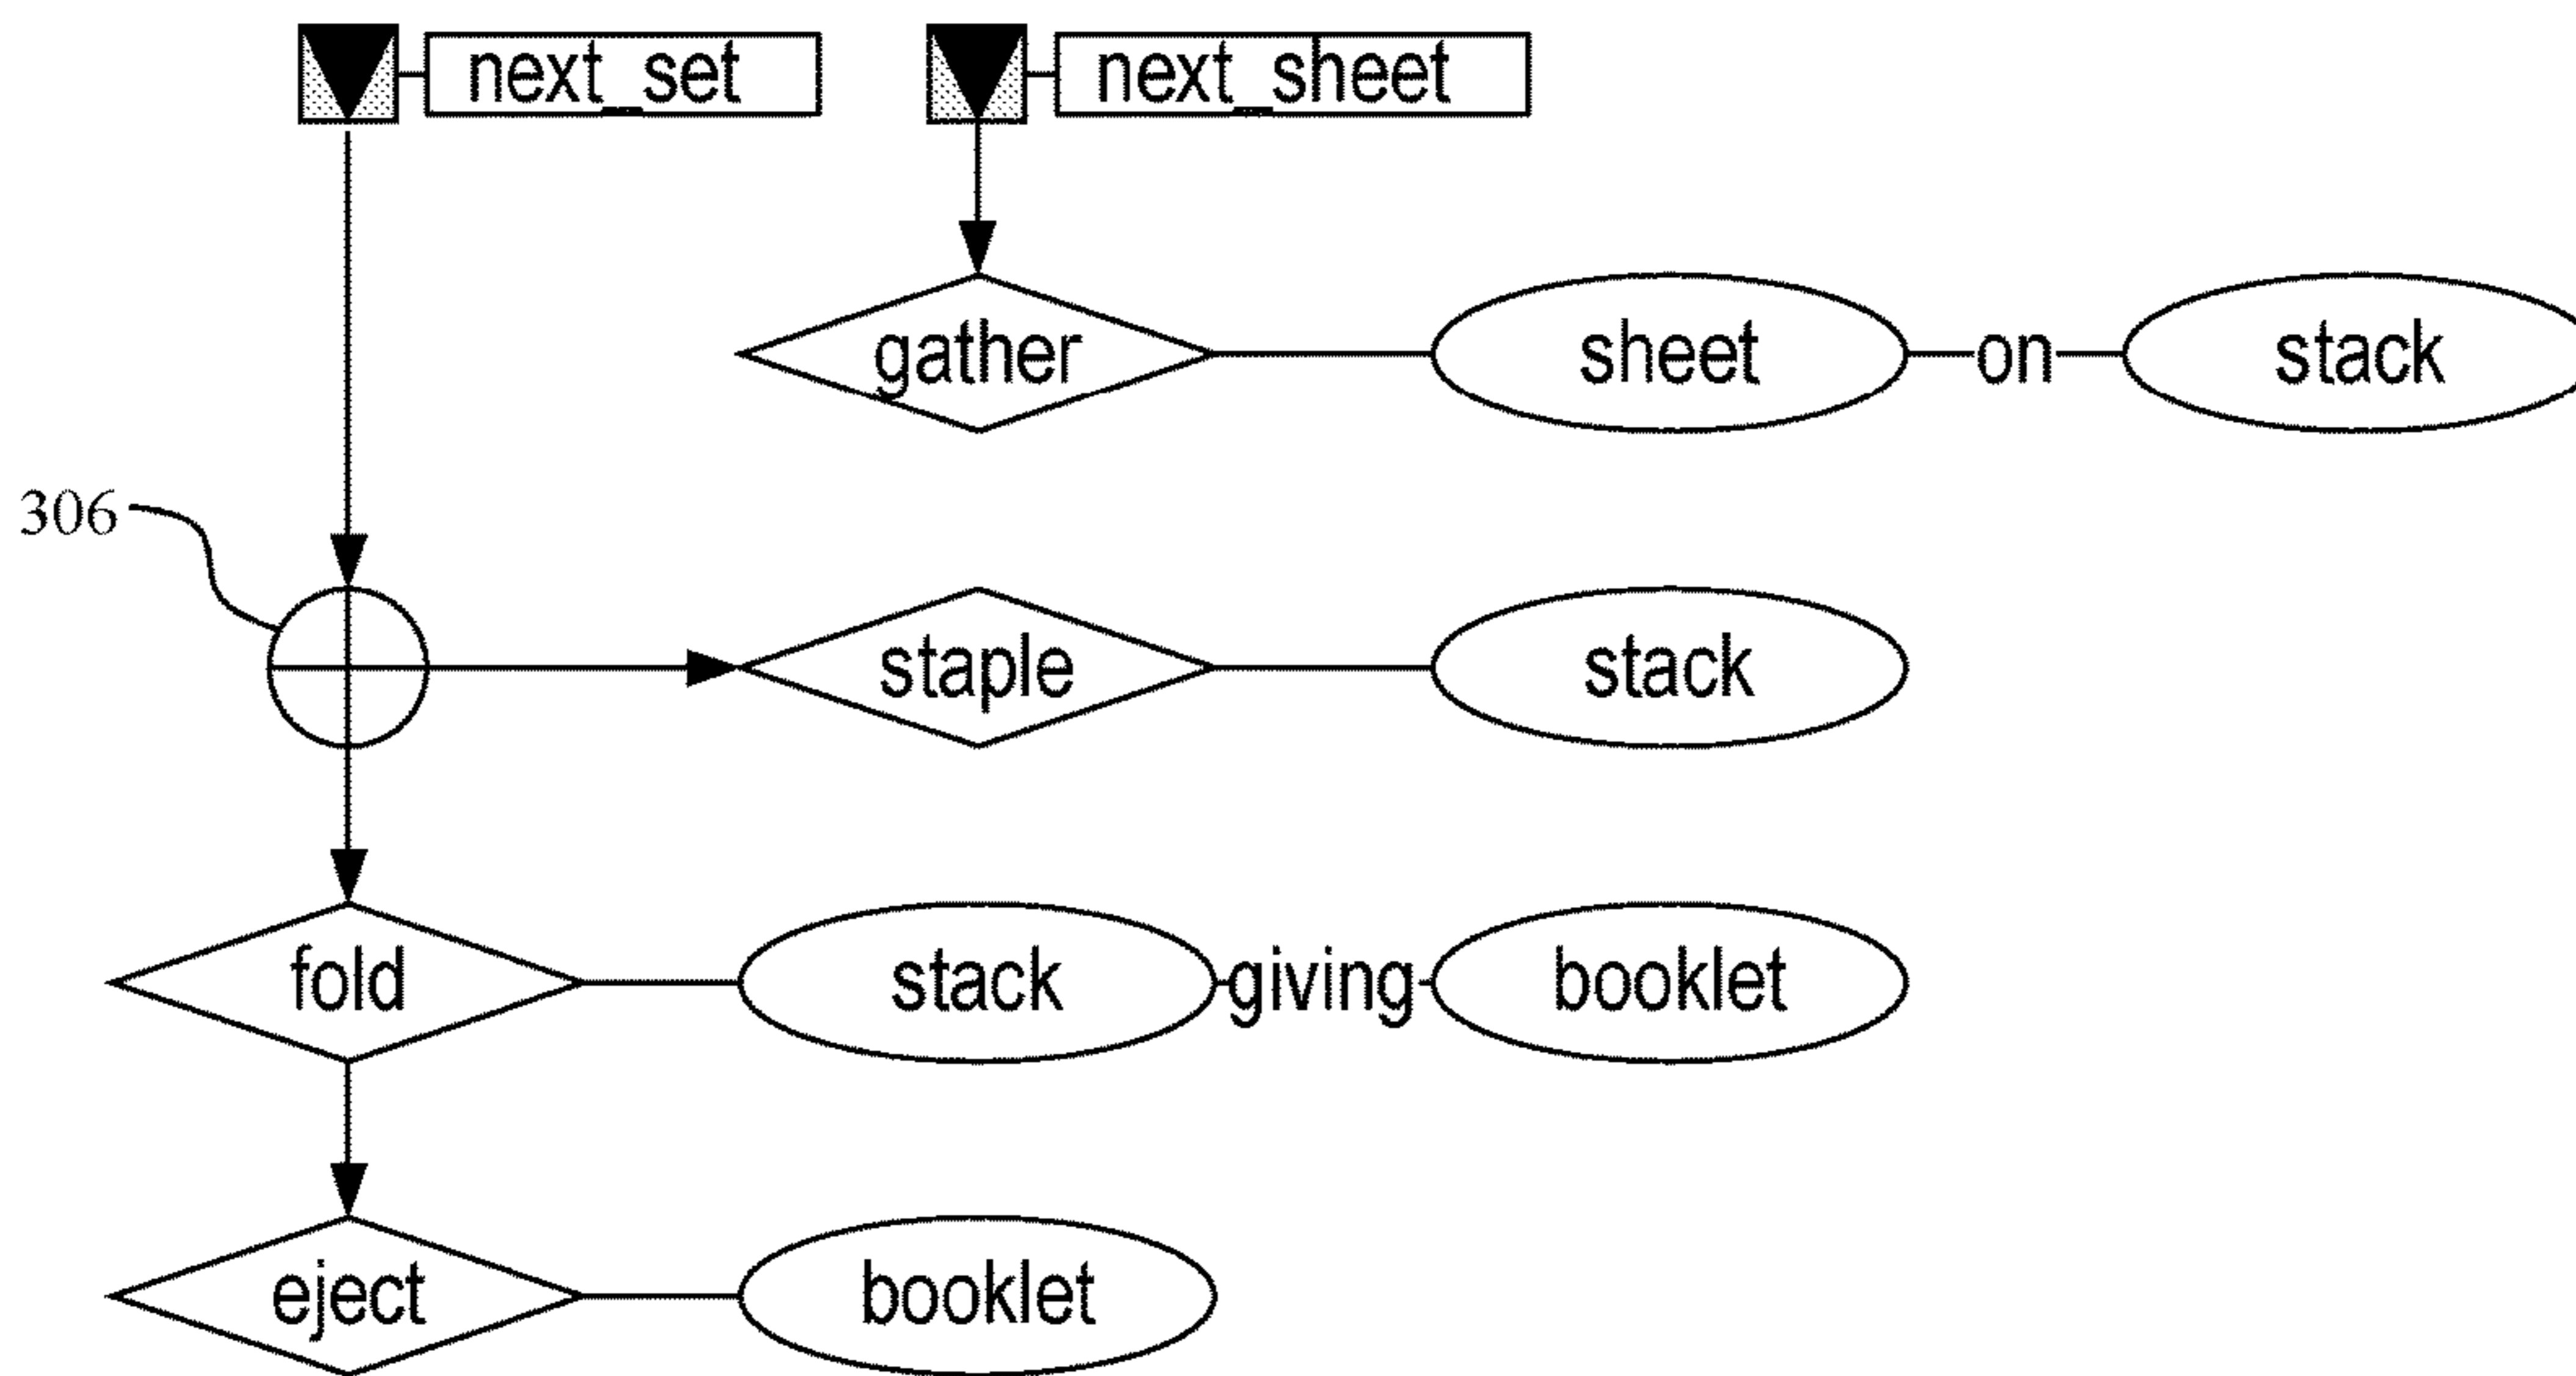 next_set next_sheet
gather sheet on stack
306
staple stack
fold stack giving booklet
eject booklet